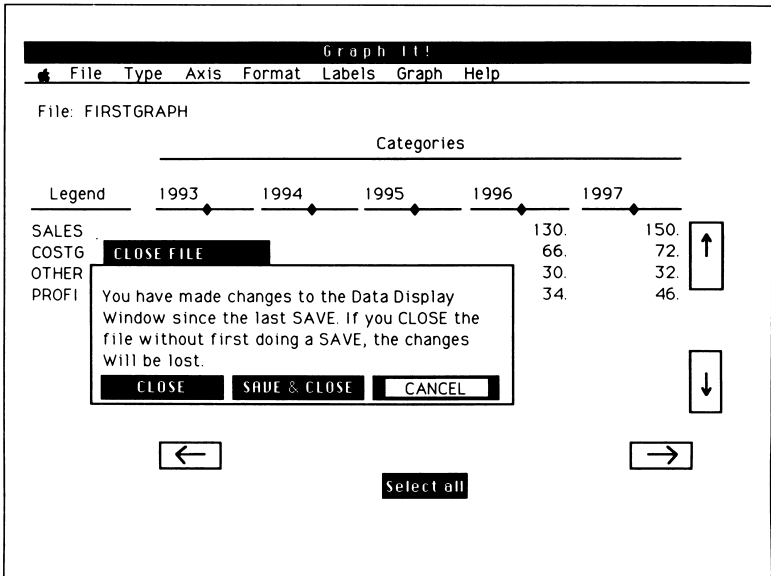 Graph It!
File Type Axis Format Labels Graph Help
File: FIRSTGRAPH
Categories
Legend 1993 1994 1995 1996 1997
SALES 130. 150.
COSTG 66. 72.
OTHER 30. 32.
PROFI 34. 46.
CLOSE FILE
You have made changes to the Data Display
Window since the last SAVE. If you CLOSE the
file without first doing a SAVE, the changes
Will be lost.
CLOSE SAVE & CLOSE CANCEL
Select all